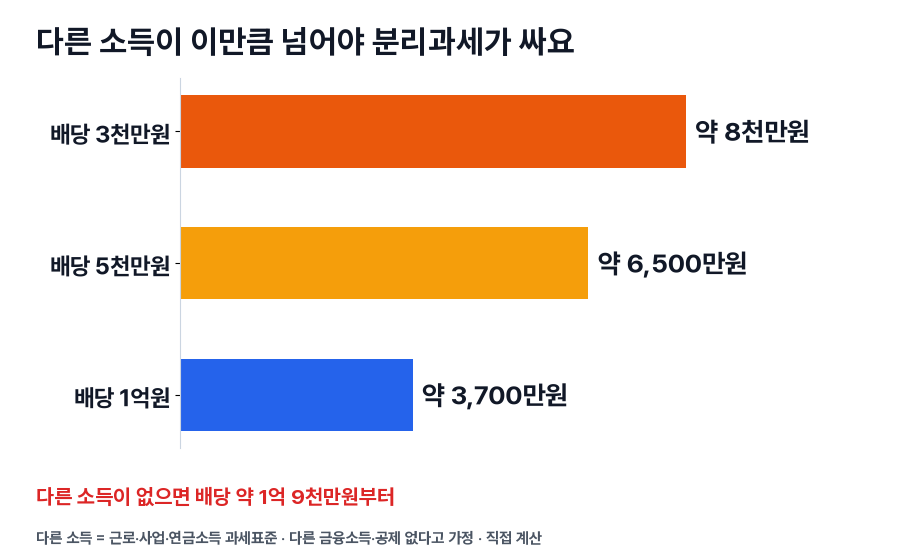 다른 소득이 이만큼 넘어야 분리과세가 싸요
배당 3천만원 약 8천만원
배당 5천만원 약 6,500만원
배당 1억원 약 3,700만원
다른 소득이 없으면 배당 약 1억 9천만원부터
다른 소득 = 근로·사업·연금소득 과세표준 · 다른 금융소득·공제 없다고 가정 · 직접 계산